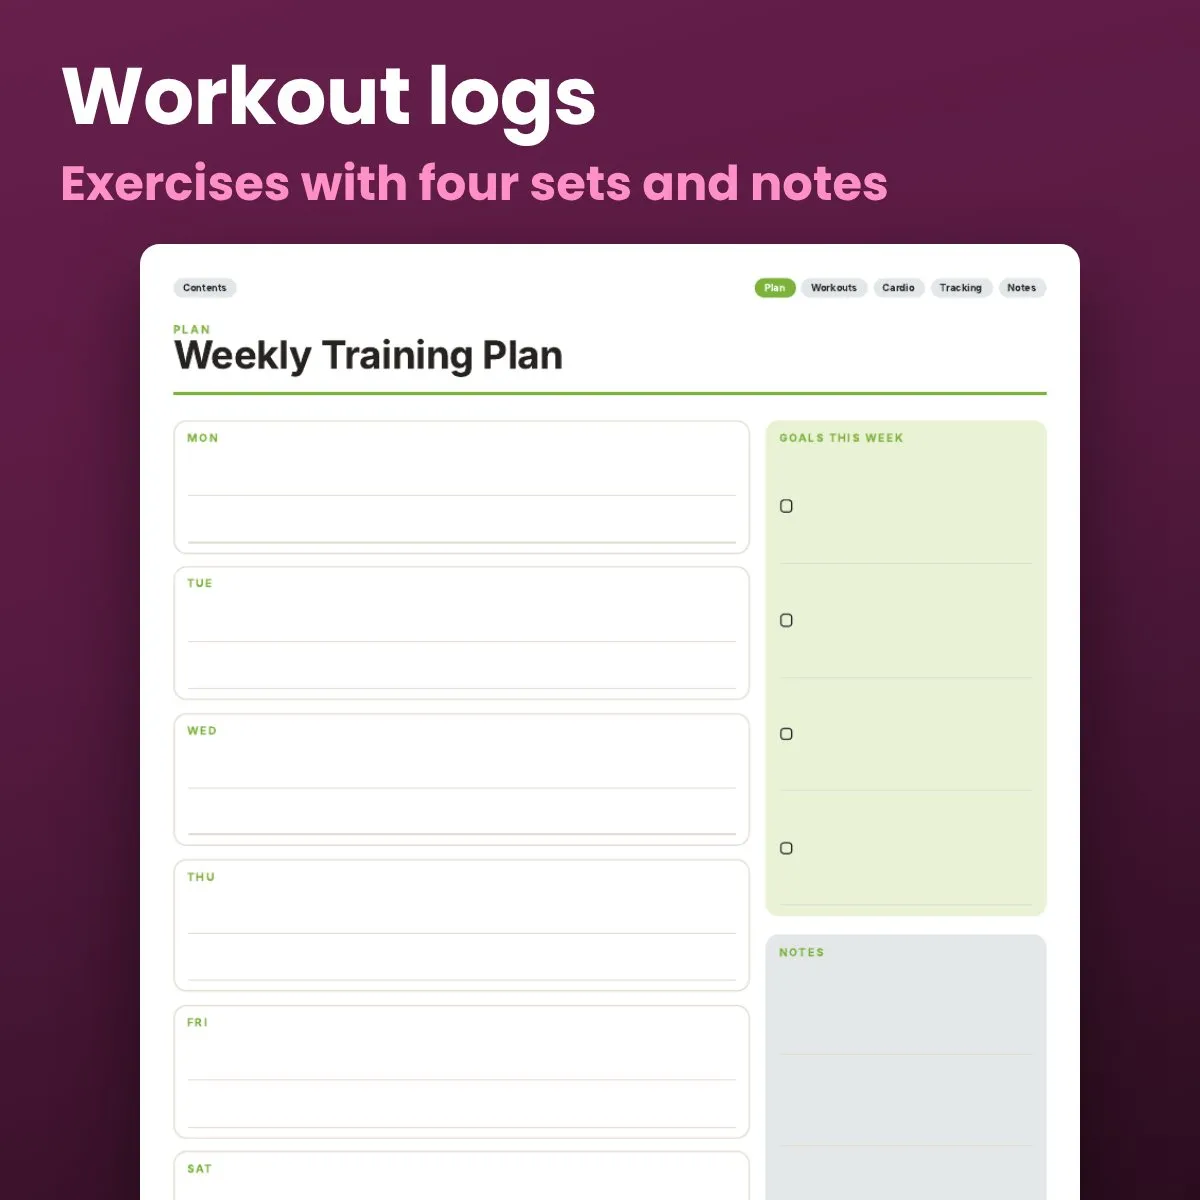 Workout logs
Exercises with four sets and notes
Contents
Plan Workouts Cardio Tracking Notes
PLAN
Weekly Training Plan
MON
TUE
WED
THU
FRI
SAT
GOALS THIS WEEK
NOTES